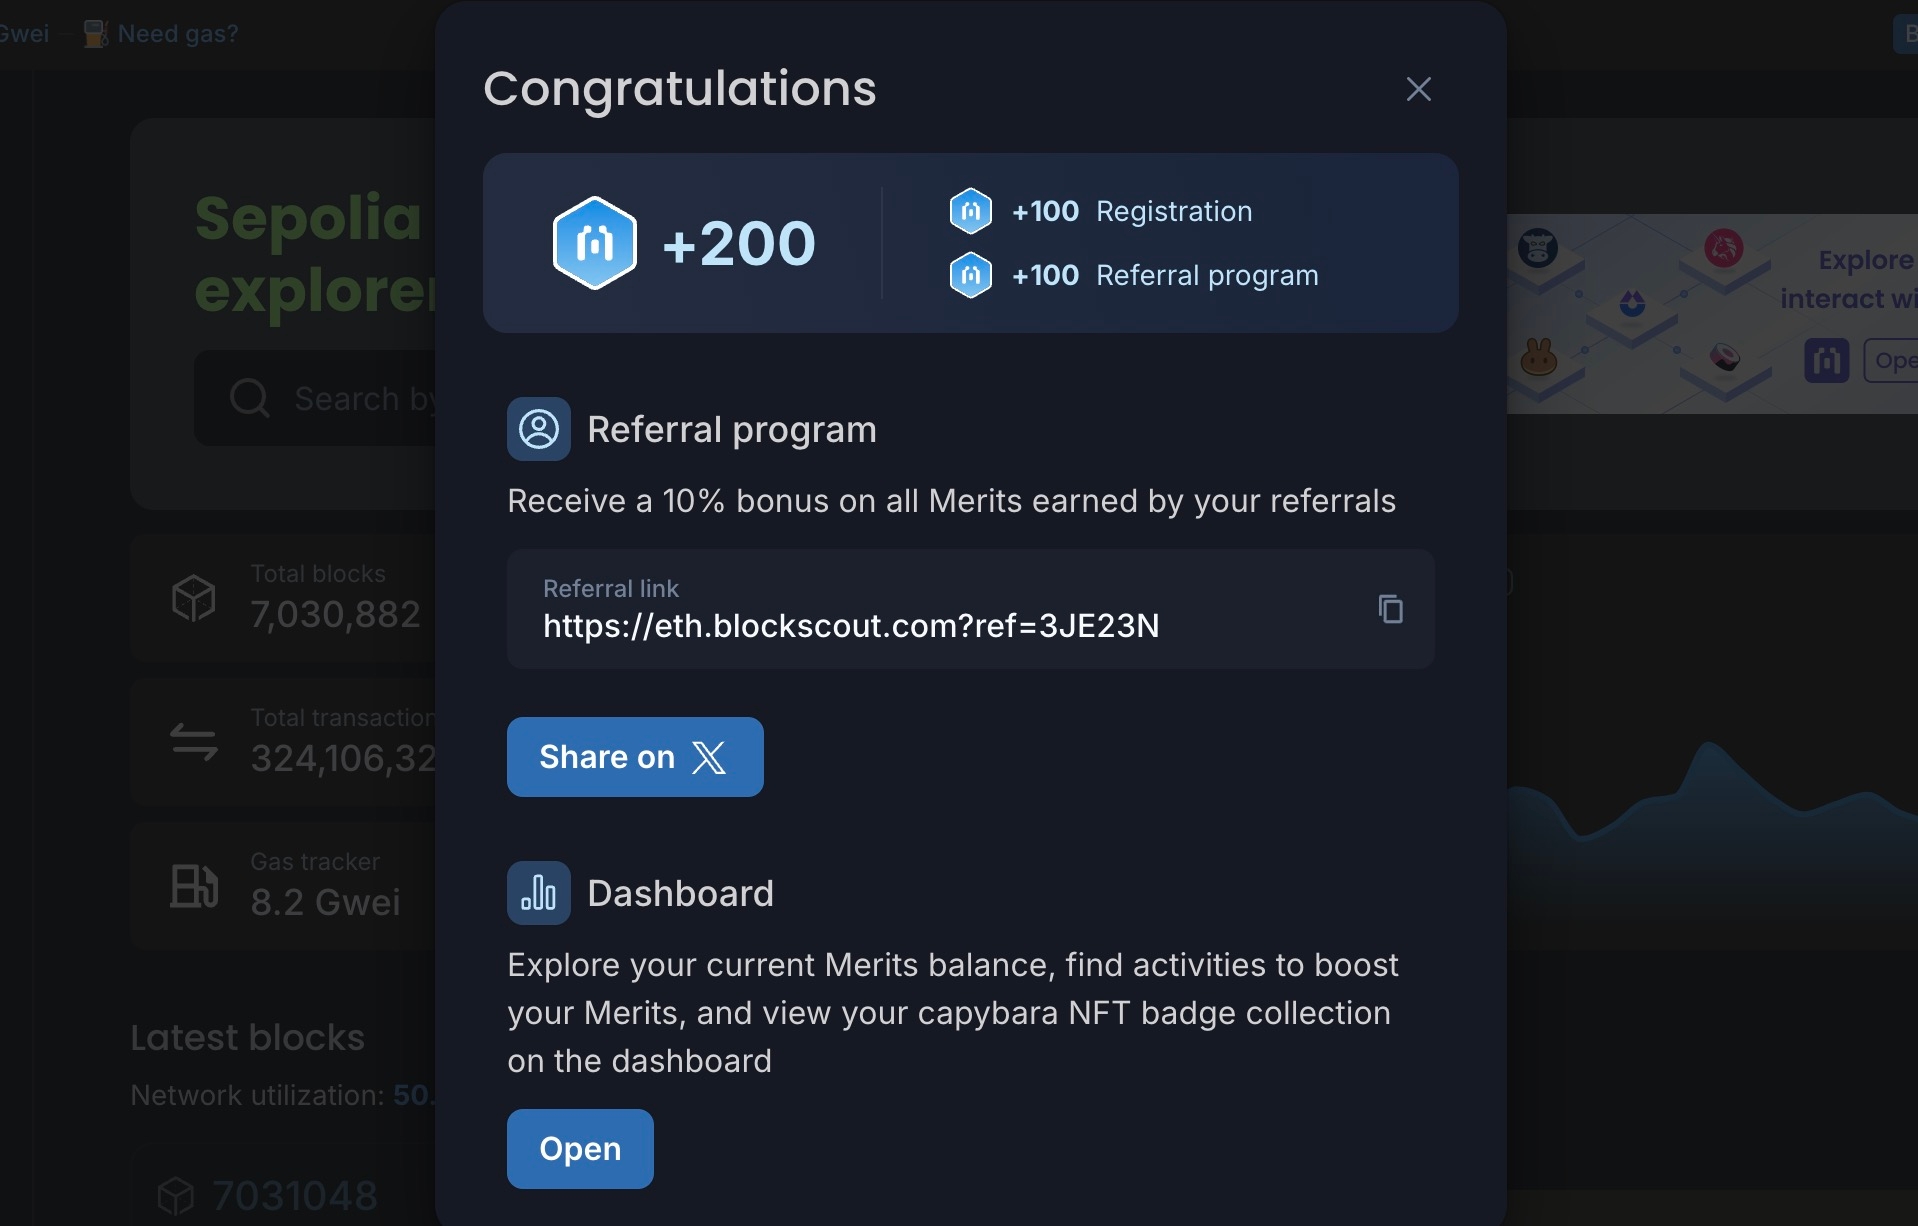 Gwei
Need gas?
Congratulations
+200
+100 Registration
+100 Referral program
Sepolia
explorer
Search by
Explore
interact
Referral program
Receive a 10% bonus on all Merits earned by your referrals
Referral link
https://eth.blockscout.com?ref=3JE23N
Share on X
Total blocks
7,030,882
Total transaction
324,106,32
Gas tracker
8.2 Gwei
Dashboard
Explore your current Merits balance, find activities to boost
your Merits, and view your capybara NFT badge collection
on the dashboard
Open
Latest blocks
Network utilization: 50.
7031048